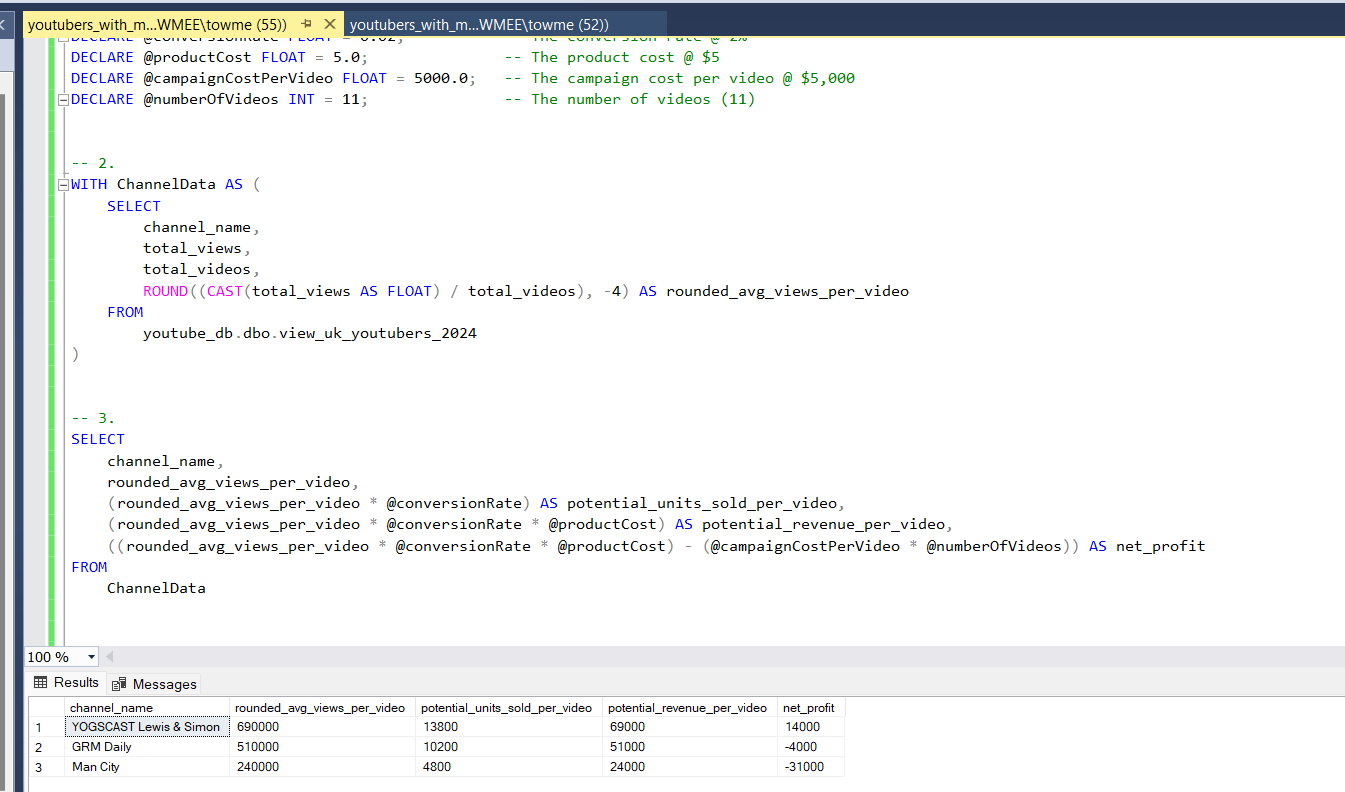 youtubers_with_m...WMEE\towme (55)) youtubers_with_m...WMEE\towme (52))
DECLARE @conversionRate FLOAT = 0.02; -- The conversion rate @ 2%
DECLARE @productCost FLOAT = 5.0; -- The product cost @ $5
DECLARE @campaignCostPerVideo FLOAT = 5000.0; -- The campaign cost per video @ $5,000
DECLARE @numberOfVideos INT = 11; -- The number of videos (11)
-- 2.
WITH ChannelData AS (
SELECT
channel_name,
total_views,
total_videos,
ROUND((CAST(total_views AS FLOAT) / total_videos), -4) AS rounded_avg_views_per_video
FROM
youtube_db.dbo.view_uk_youtubers_2024
)
-- 3.
SELECT
channel_name,
rounded_avg_views_per_video,
(rounded_avg_views_per_video * @conversionRate) AS potential_units_sold_per_video,
(rounded_avg_views_per_video * @conversionRate * @productCost) AS potential_revenue_per_video,
((rounded_avg_views_per_video * @conversionRate * @productCost) - (@campaignCostPerVideo * @numberOfVideos)) AS net_profit
FROM
ChannelData
100 %
Results Messages
channel_name rounded_avg_views_per_video potential_units_sold_per_video potential_revenue_per_video net_profit
1 YOGSCAST Lewis & Simon 690000 13800 69000 14000
2 GRM Daily 510000 10200 51000 -4000
3 Man City 240000 4800 24000 -31000